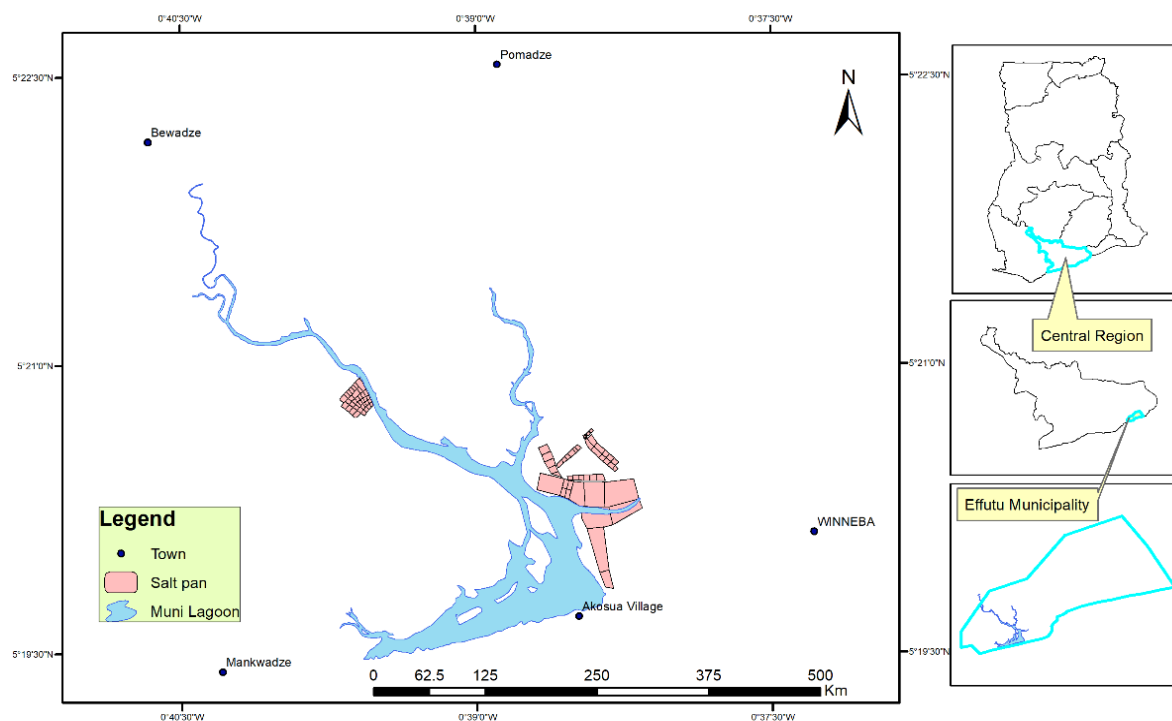 0°40'30"W
0°39'0"W
0°37'30"W
5°22'30"N
5°22'30"N
Pomadze
N
Bewadze
Central Region
5°21'0"N
5°21'0"N
Effutu Municipality
Legend
Town
Salt pan
Muni Lagoon
WINNEBA
Akosua Village
5°19'30"N
5°19'30"N
Mankwadze
0 62.5 125 250 375 500
Km
0°40'30"W
0°39'0"W
0°37'30"W